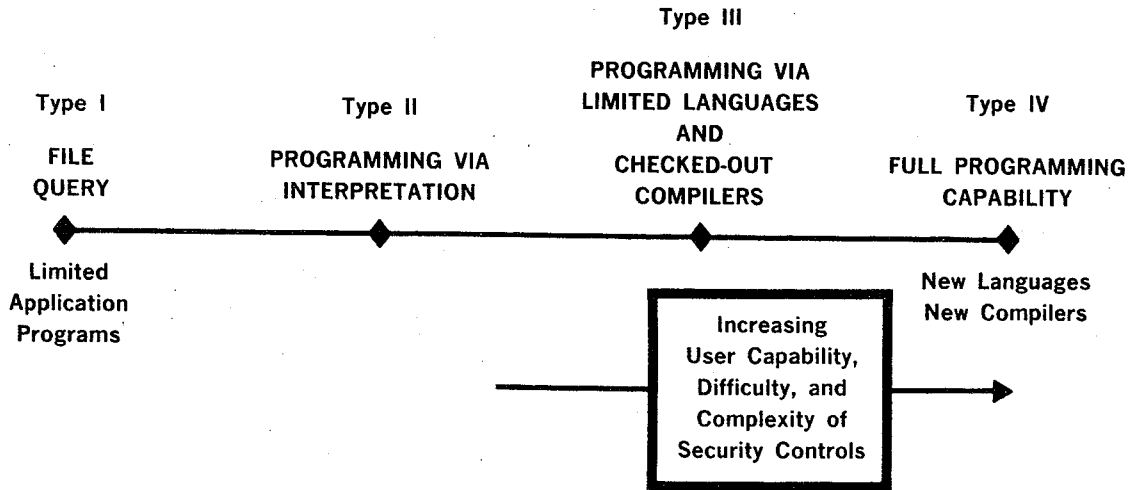 Type I
FILE
QUERY
Limited
Application
Programs
Type II
PROGRAMMING VIA
INTERPRETATION
Type III
PROGRAMMING VIA
LIMITED LANGUAGES
AND
CHECKED-OUT
COMPILERS
Type IV
FULL PROGRAMMING
CAPABILITY
New Languages
New Compilers
Increasing
User Capability,
Difficulty, and
Complexity of
Security Controls